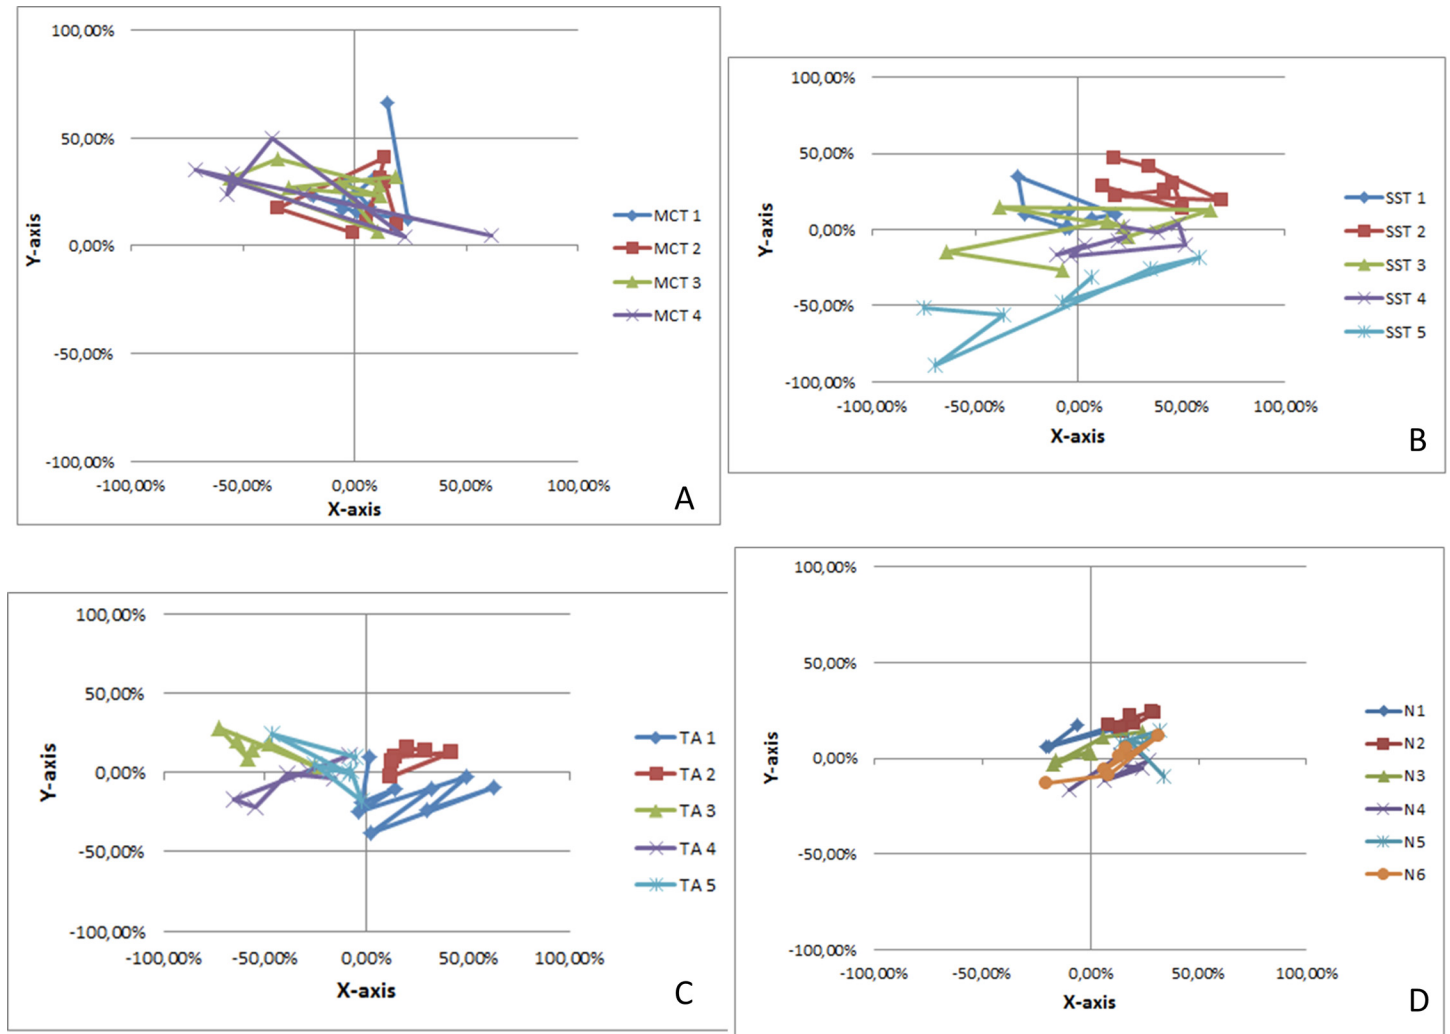 100,00%
50,00%
0,00%
-50,00%
-100,00%
Y-axis
-100,00% -50,00% 0,00% 50,00% 100,00%
X-axis
MCT 1
MCT 2
MCT 3
MCT 4
A
100,00%
50,00%
0,00%
-50,00%
-100,00%
Y-axis
-100,00% -50,00% 0,00% 50,00% 100,00%
X-axis
SST 1
SST 2
SST 3
SST 4
SST 5
B
100,00%
50,00%
0,00%
-50,00%
-100,00%
Y-axis
-100,00% -50,00% 0,00% 50,00% 100,00%
X-axis
TA 1
TA 2
TA 3
TA 4
TA 5
C
100,00%
50,00%
0,00%
-50,00%
-100,00%
Y-axis
-100,00% -50,00% 0,00% 50,00% 100,00%
X-axis
N1
N2
N3
N4
N5
N6
D